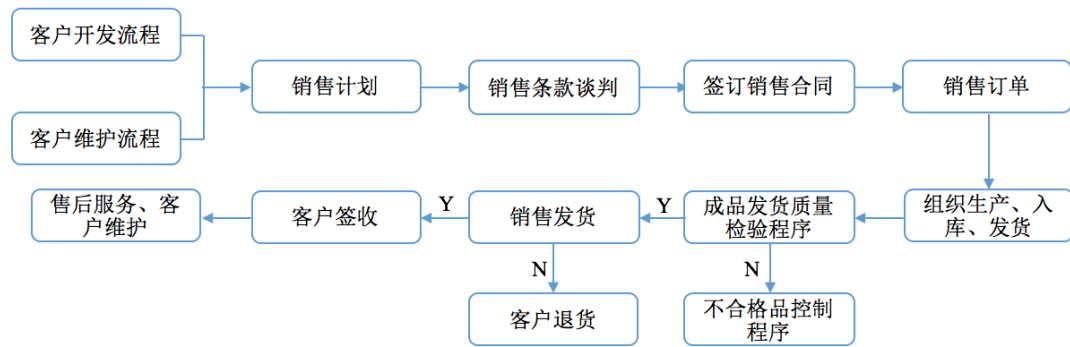 客户开发流程
客户维护流程
销售计划
销售条款谈判
签订销售合同
销售订单
组织生产、入
库、发货
成品发货质量
检验程序
Y
N
不合格品控制
程序
销售发货
Y
N
客户退货
客户签收
售后服务、客
户维护